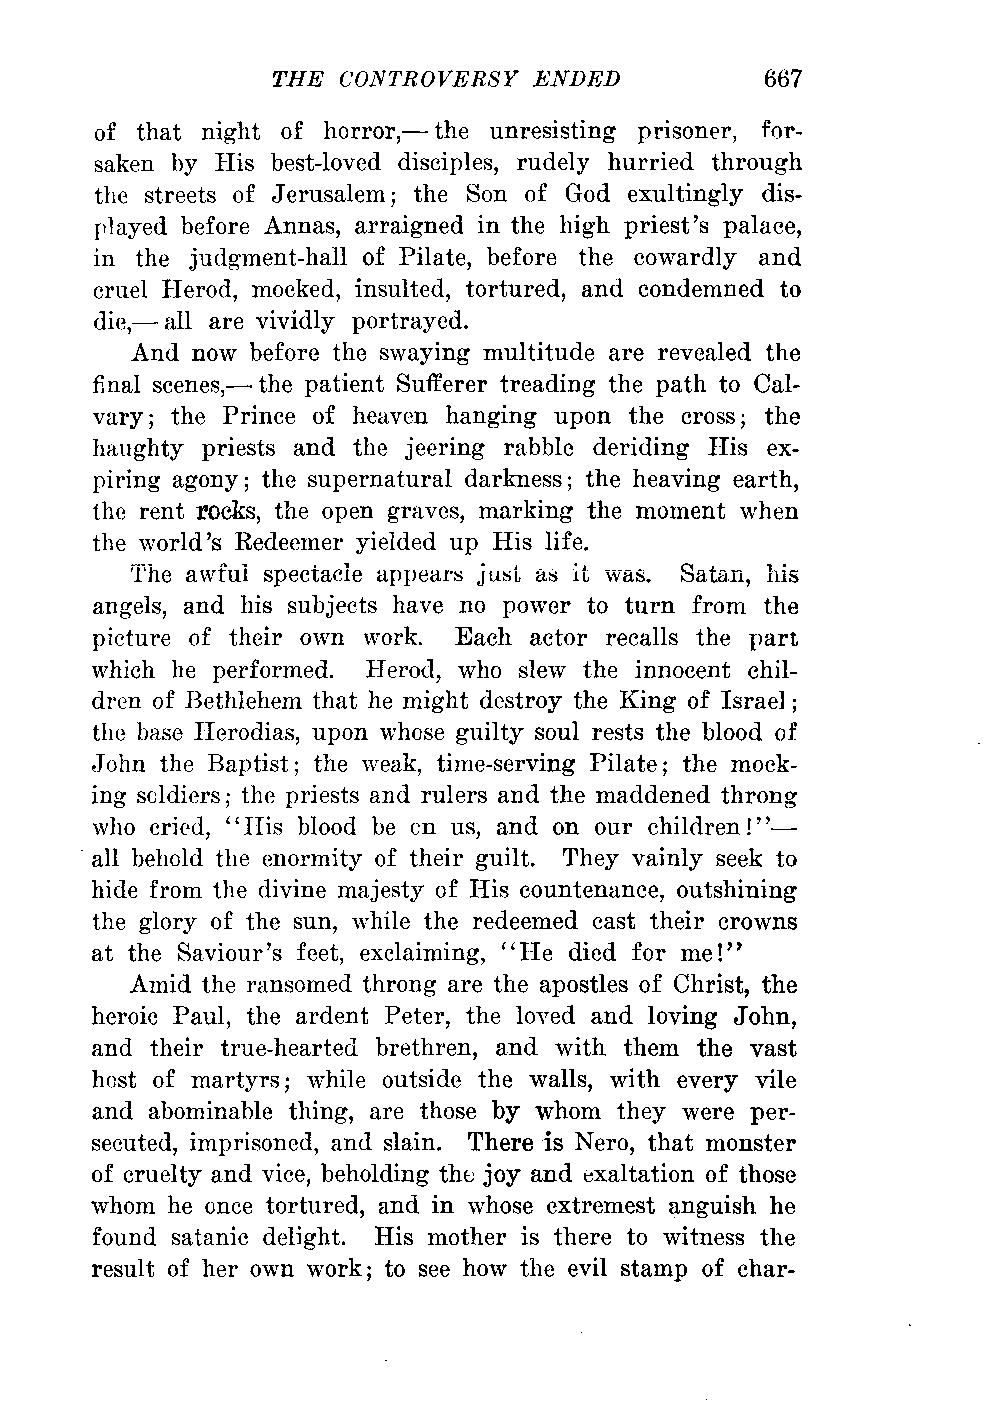 THE CONTROVERSY ENDED 667
of that night of horror,— the unresisting prisoner, for-
saken by His best-loved disciples, rudely hurried through
the streets of Jerusalem; the Son of God exultingly dis-
played before Annas, arraigned in the high priest's palace,
in the judgment-hall of Pilate, before the cowardly and
cruel Herod, mocked, insulted, tortured, and condemned to
die,— all are vividly portrayed.
And now before the swaying multitude are revealed the
final scenes,— the patient Sufferer treading the path to Cal-
vary; the Prince of heaven hanging upon the cross; the
haughty priests and the jeering rabble deriding His ex-
piring agony; the supernatural darkness; the heaving earth,
the rent rocks, the open graves, marking the moment when
the world's Redeemer yielded up His life.
The awful spectacle appears just as it was. Satan, his
angels, and his subjects have no power to turn from the
picture of their own work. Each actor recalls the part
which he performed. Herod, who slew the innocent chil-
dren of Bethlehem that he might destroy the King of Israel;
the base Herodias, upon whose guilty soul rests the blood of
John the Baptist; the weak, time-serving Pilate; the mock-
ing soldiers; the priests and rulers and the maddened throng
who cried, "His blood be on us, and on our children!"—
all behold the enormity of their guilt. They vainly seek to
hide from the divine majesty of His countenance, outshining
the glory of the sun, while the redeemed cast their crowns
at the Saviour's feet, exclaiming, "He died for me!"
Amid the ransomed throng are the apostles of Christ, the
heroic Paul, the ardent Peter, the loved and loving John,
and their true-hearted brethren, and with them the vast
host of martyrs; while outside the walls, with every vile
and abominable thing, are those by whom they were per-
secuted, imprisoned, and slain. There is Nero, that monster
of cruelty and vice, beholding the joy and exaltation of those
whom he once tortured, and in whose extremest anguish he
found satanic delight. His mother is there to witness the
result of her own work; to see how the evil stamp of char-